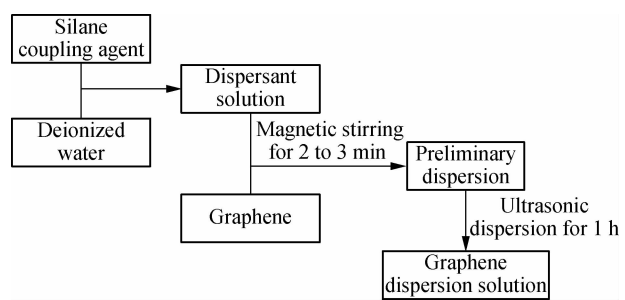 Silane
coupling agent
Deionized
water
Dispersant
solution
Magnetic stirring
for 2 to 3 min
Graphene
Preliminary
dispersion
Ultrasonic
dispersion for 1 h
Graphene
dispersion solution